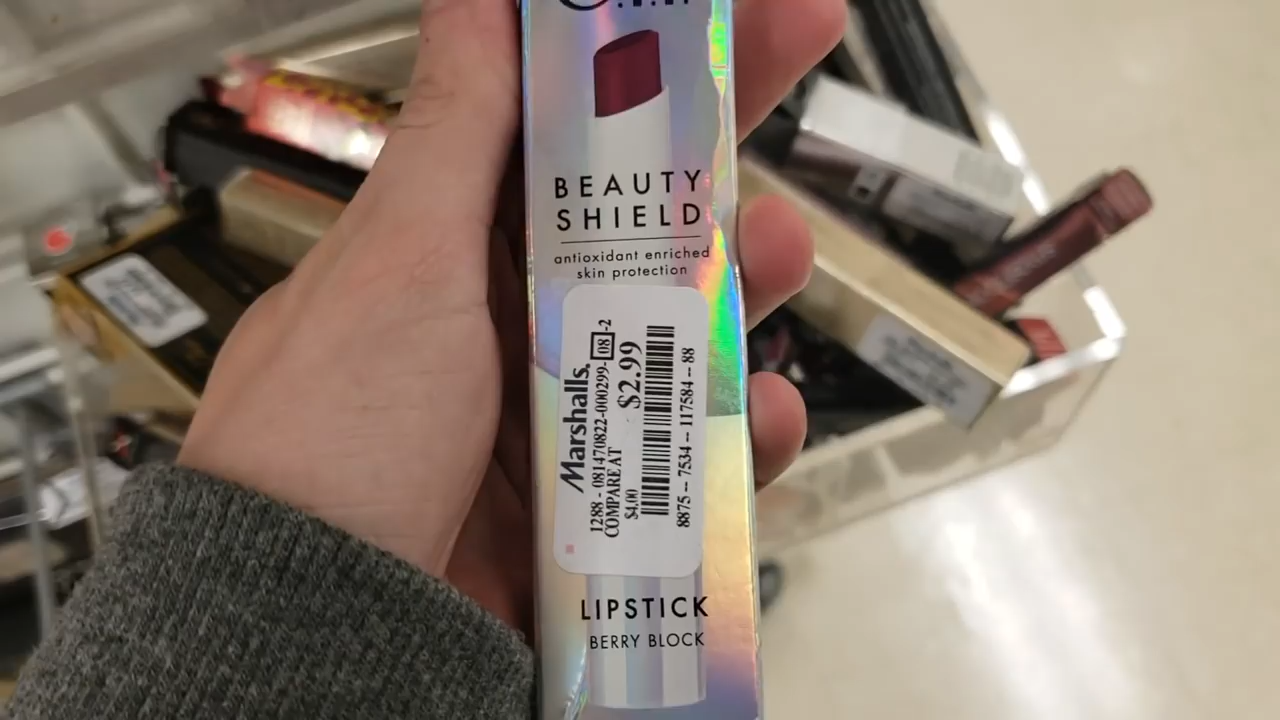 BEAUTY
SHIELD
antioxidant enriched
skin protection
Marshalls.
1288 - 081470822-000299-08-2
COMPARE AT $2.99
$4.00
8875 - 7534 - 117584 - 88
LIPSTICK
BERRY BLOCK